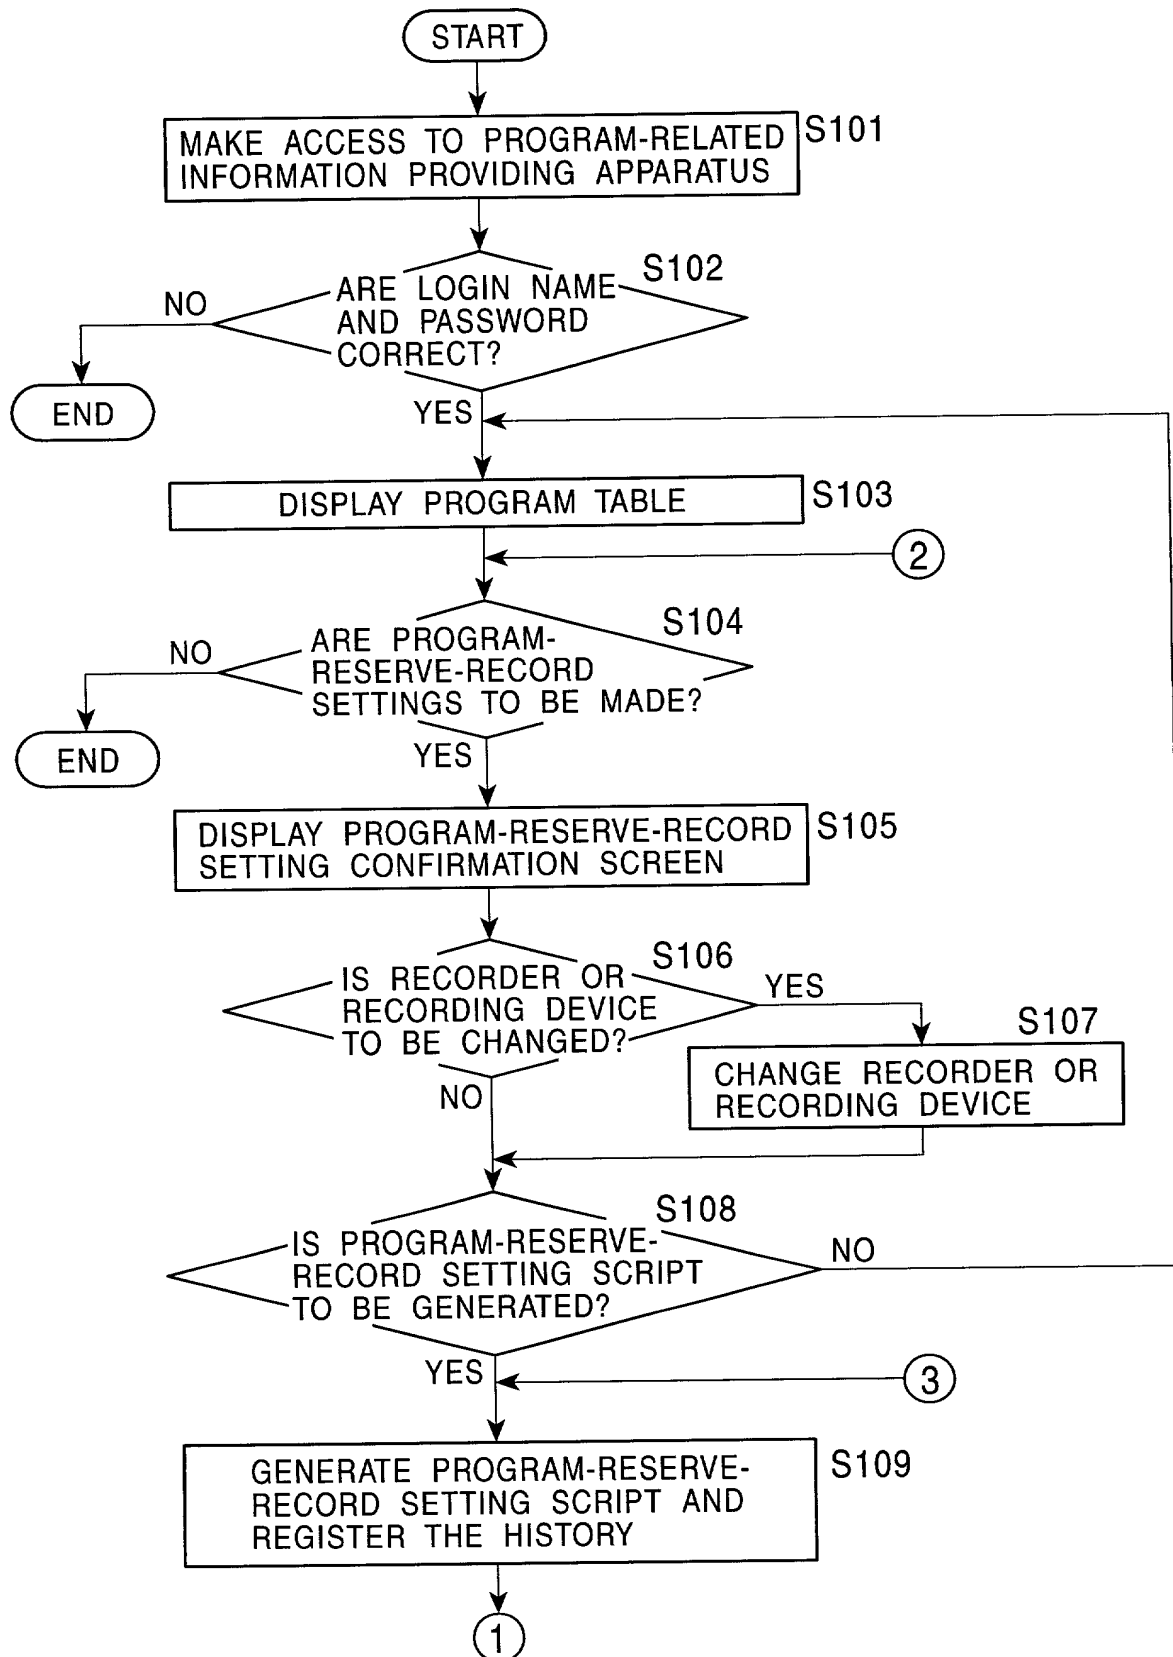 START
S101
MAKE ACCESS TO PROGRAM-RELATED
INFORMATION PROVIDING APPARATUS
S102
ARE LOGIN NAME
AND PASSWORD
CORRECT?
NO
END
YES
DISPLAY PROGRAM TABLE
S103
2
S104
ARE PROGRAM-
RESERVE-RECORD
SETTINGS TO BE MADE?
NO
END
YES
DISPLAY PROGRAM-RESERVE-RECORD
SETTING CONFIRMATION SCREEN
S105
S106
IS RECORDER OR
RECORDING DEVICE
TO BE CHANGED?
YES
S107
CHANGE RECORDER OR
RECORDING DEVICE
NO
S108
IS PROGRAM-RESERVE-
RECORD SETTING SCRIPT
TO BE GENERATED?
NO
YES
3
GENERATE PROGRAM-RESERVE-
RECORD SETTING SCRIPT AND
REGISTER THE HISTORY
S109
1